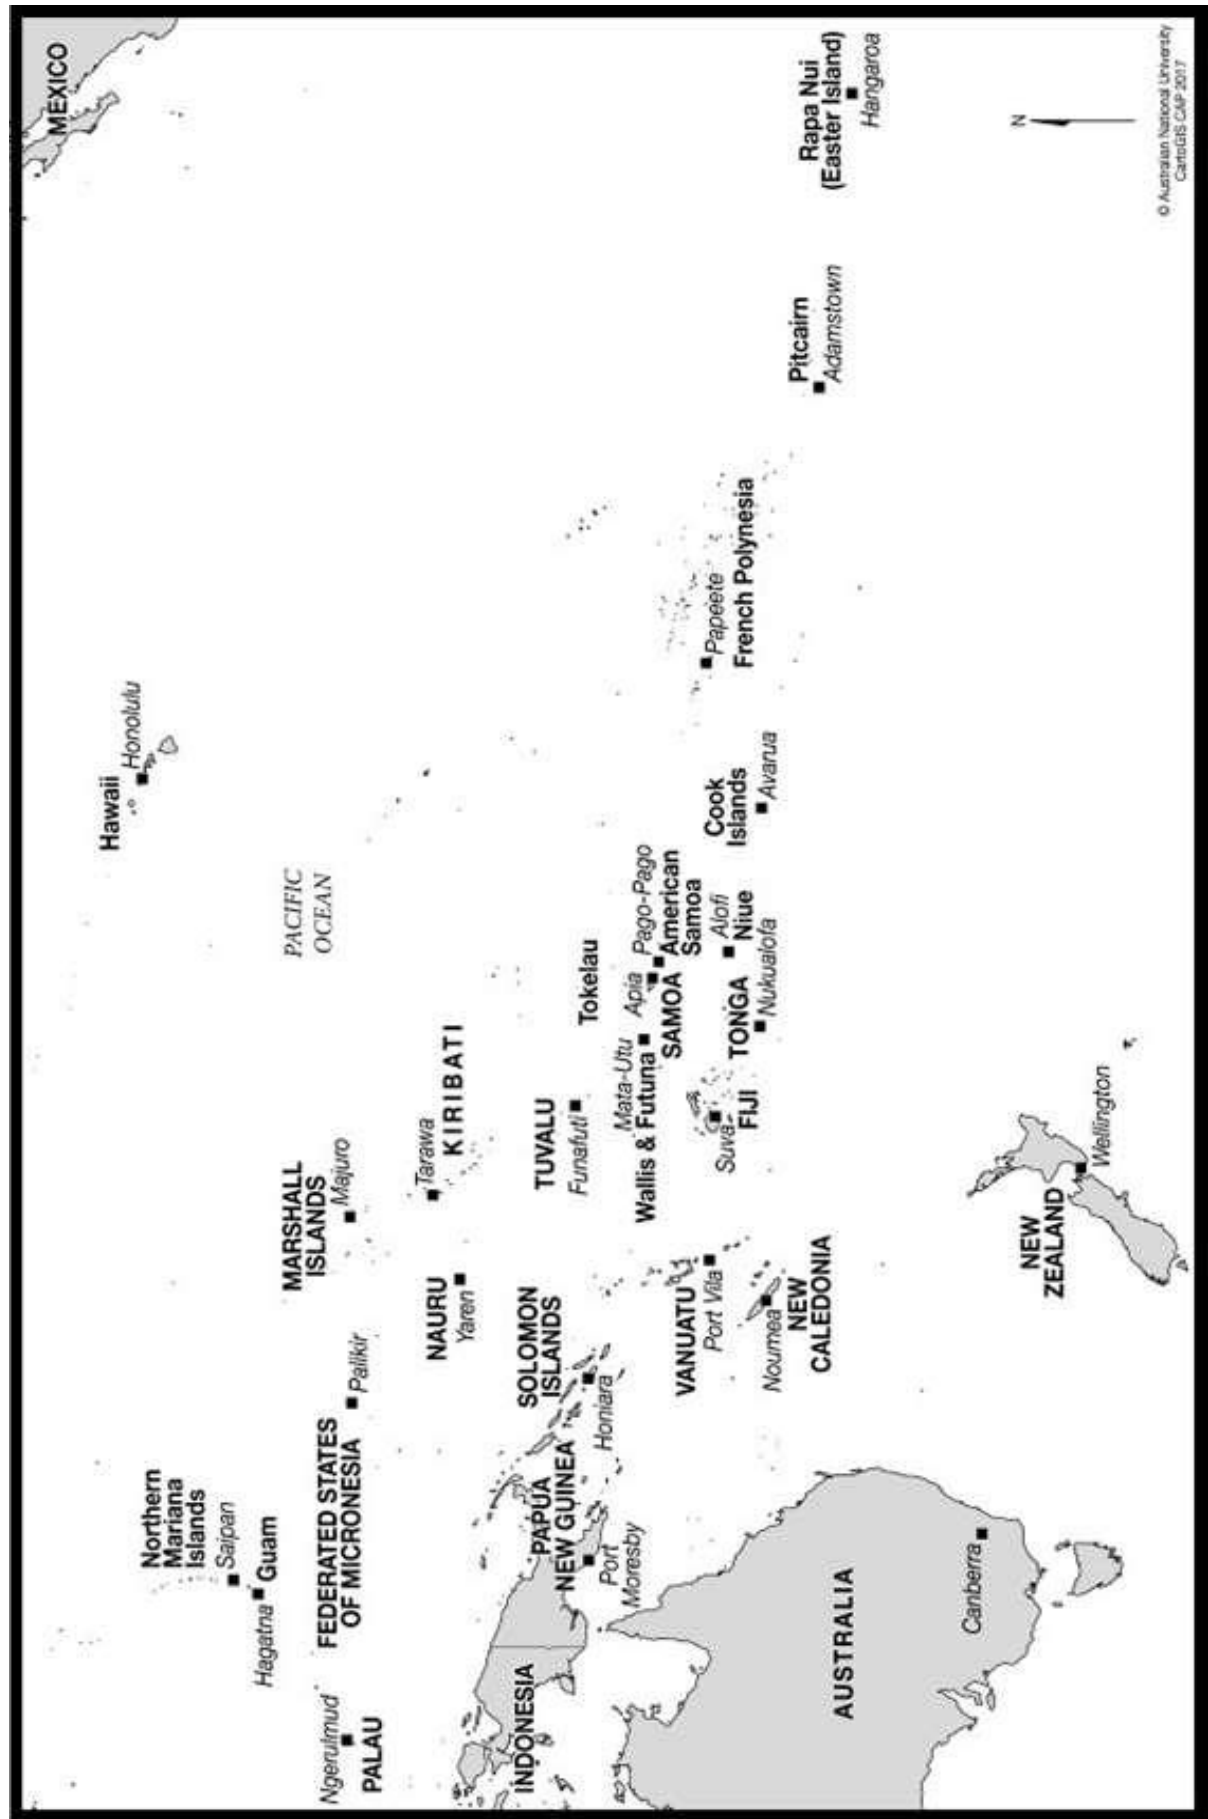 MEXICO
Hawaii
Honolulu
PACIFIC
OCEAN
Northern
Mariana
Islands
Saipan
Hagatna
Guam
MARSHALL
ISLANDS
Majuro
FEDERATED STATES
OF MICRONESIA
Palikir
Ngerulmud
PALAU
Tarawa
KIRIBATI
NAURU
Yaren
INDONESIA
PAPUA
NEW GUINEA
Port
Moresby
SOLOMON
ISLANDS
Honiara
TUVALU
Funafuti
Tokelau
Mata-Utu
Wallis & Futuna
Apia
SAMOA
Pago-Pago
American
Samoa
VANUATU
Port Vila
Suva
FIJI
TONGA
Nukualofa
Alofi
Niue
Cook
Islands
Avarua
Papeete
French Polynesia
Pitcairn
Adamstown
Rapa Nui
(Easter Island)
Hangaroa
Noumea
NEW
CALEDONIA
AUSTRALIA
Canberra
NEW
ZEALAND
Wellington
N
© Australian National University
CartoGIS CAP 2017